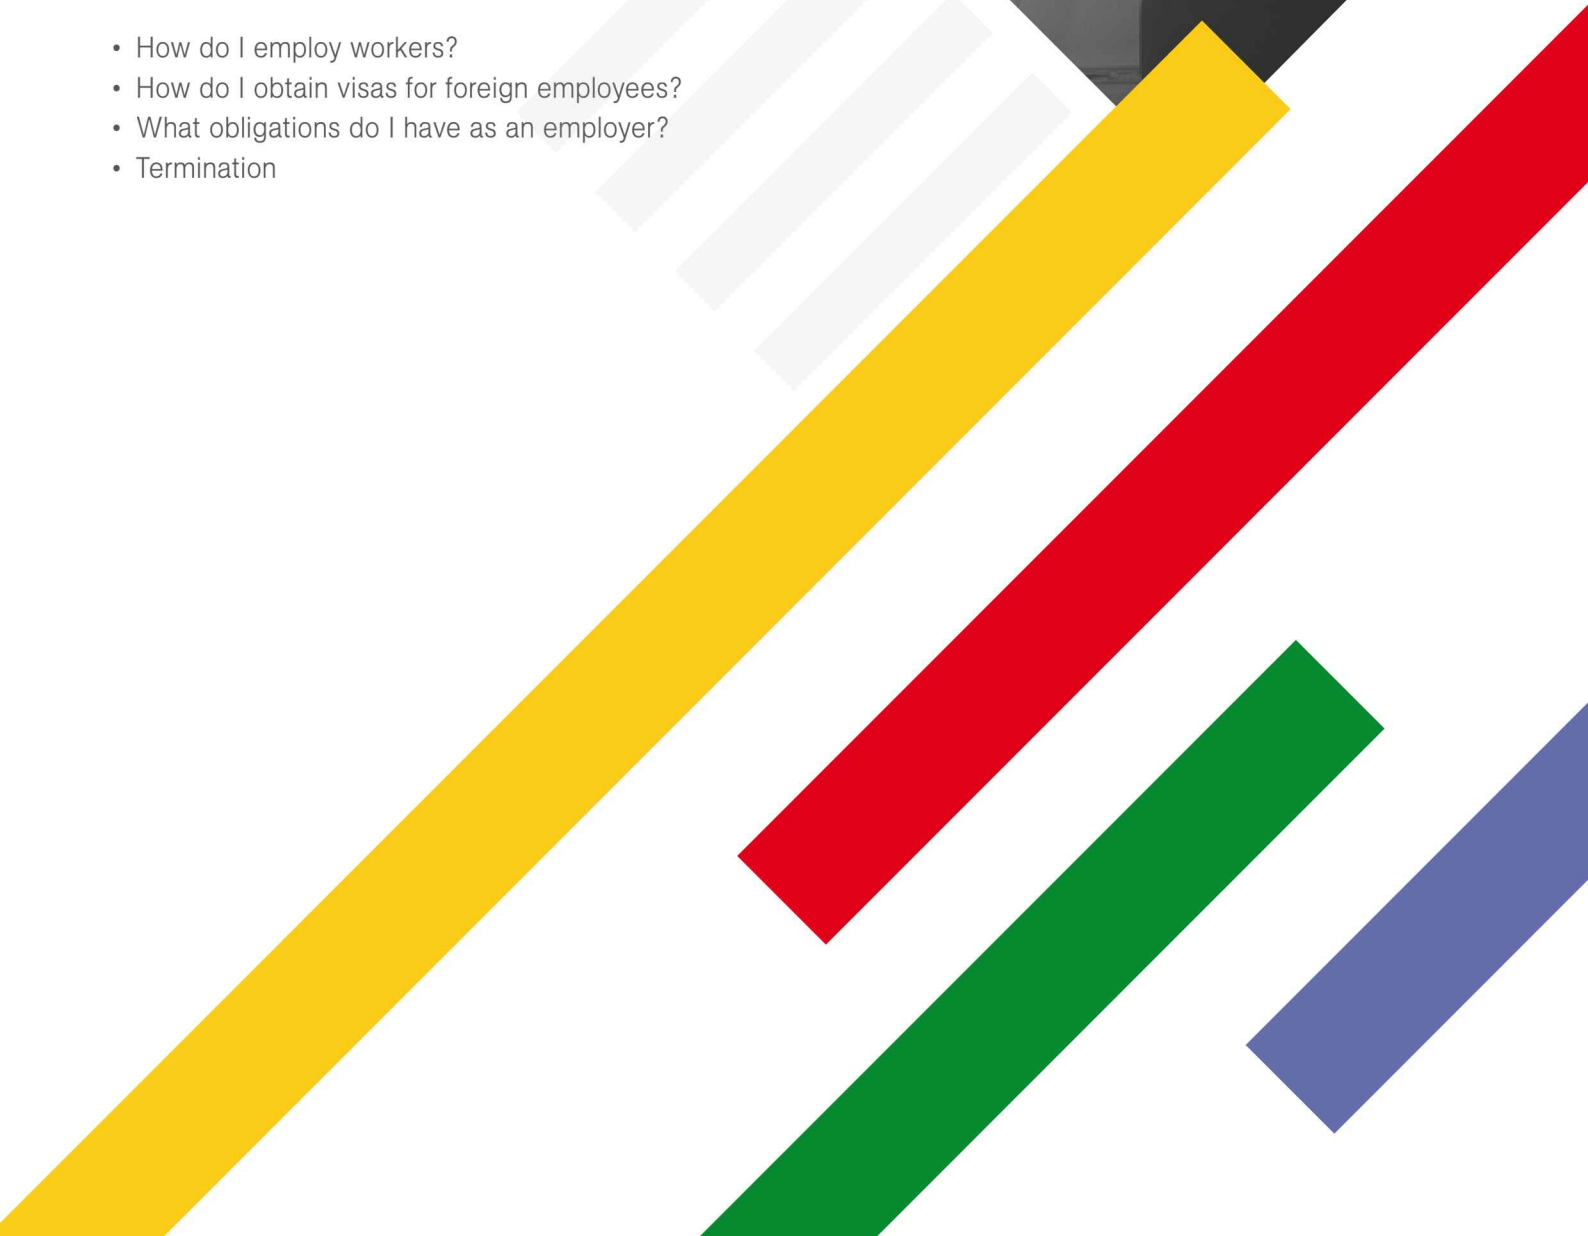 • How do I employ workers?
• How do I obtain visas for foreign employees?
• What obligations do I have as an employer?
• Termination